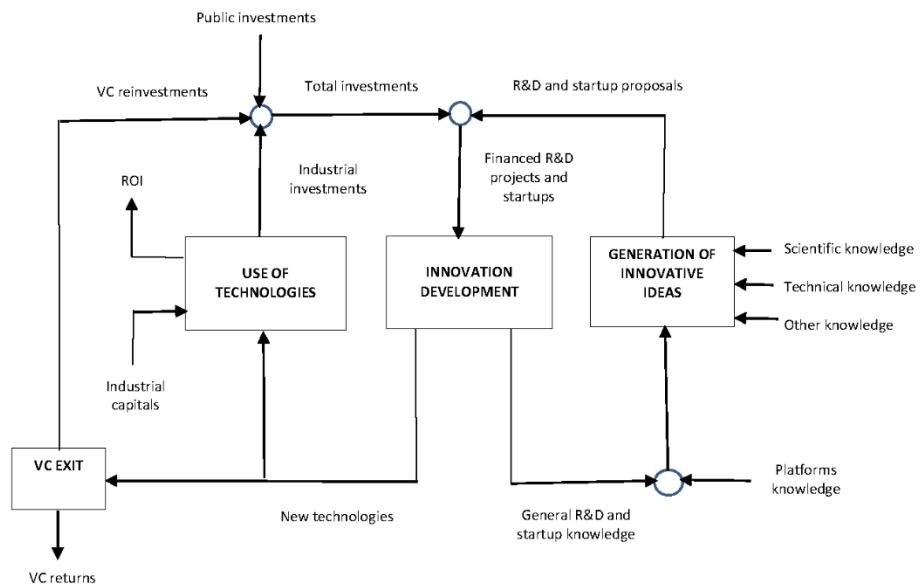 Public investments
VC reinvestments
Total investments
R&D and startup proposals
Industrial
investments
Financed R&D
projects and
startups
ROI
USE OF
TECHNOLOGIES
INNOVATION
DEVELOPMENT
GENERATION OF
INNOVATIVE
IDEAS
Scientific knowledge
Technical knowledge
Other knowledge
Industrial
capitals
VC EXIT
Platforms
knowledge
New technologies
General R&D and
startup knowledge
VC returns